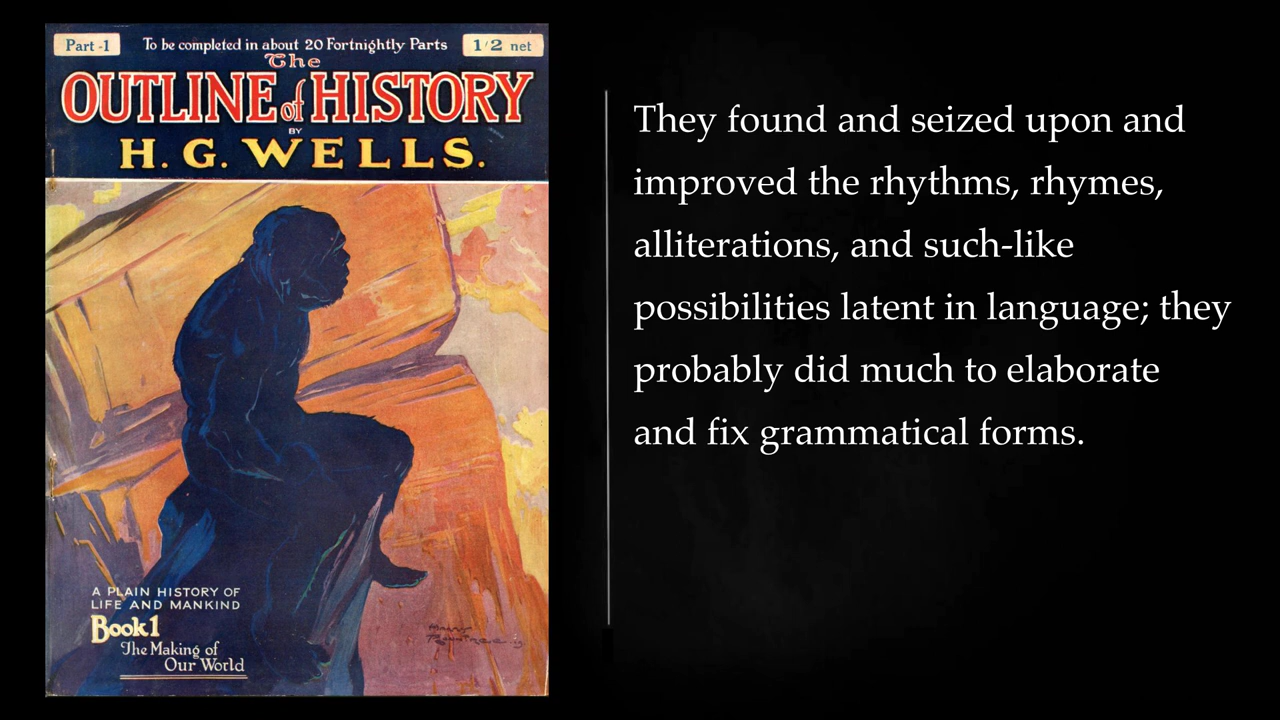 Part -1
To be completed in about 20 Fortnightly Parts
1/2 net
The
OUTLINE of HISTORY
BY
H. G. WELLS.
A PLAIN HISTORY OF
LIFE AND MANKIND
Book 1
The Making of
Our World
They found and seized upon and
improved the rhythms, rhymes,
alliterations, and such-like
possibilities latent in language; they
probably did much to elaborate
and fix grammatical forms.